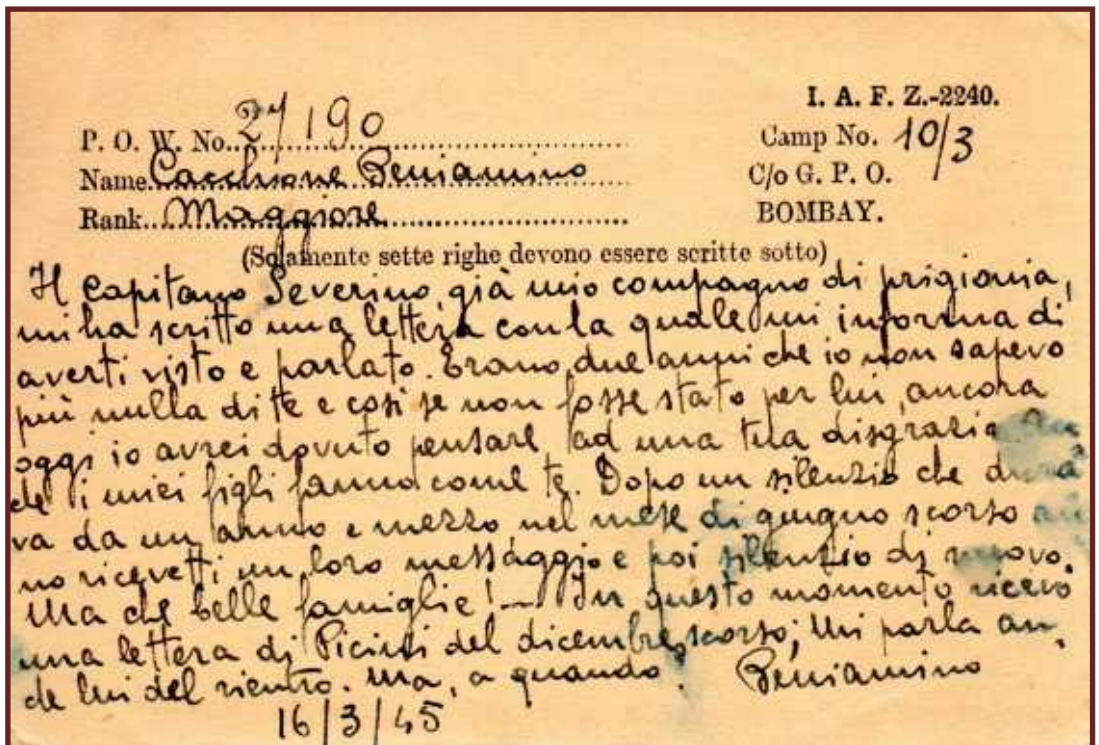 I. A. F. Z.-2240.
P. O. W. No. 27190
Camp No. 10/3
Name Cacchione Beniamino
C/o G. P. O.
Rank Maggiore
BOMBAY.
(Solamente sette righe devono essere scritte sotto)
Il Capitano Severino, già mio compagno di prigionia,
mi ha scritto una lettera con la quale mi informa di
averti visto e parlato. Erano due anni che io non sapevo
più nulla di te e così se non fosse stato per lui, ancora
oggi io avrei dovuto pensare ad una tua disgrazia. An
che i miei figli fanno come te. Dopo un silenzio che dura
va da un anno e mezzo nel mese di giugno scorso an
no ricevetti un loro messaggio e poi silenzio di nuovo.
Ma che belle famiglie! - In questo momento ricevo
una lettera di del dicembre scorso; Mi parla an
che lui del rientro. Ma, a quando? Beniamino
16/3/45